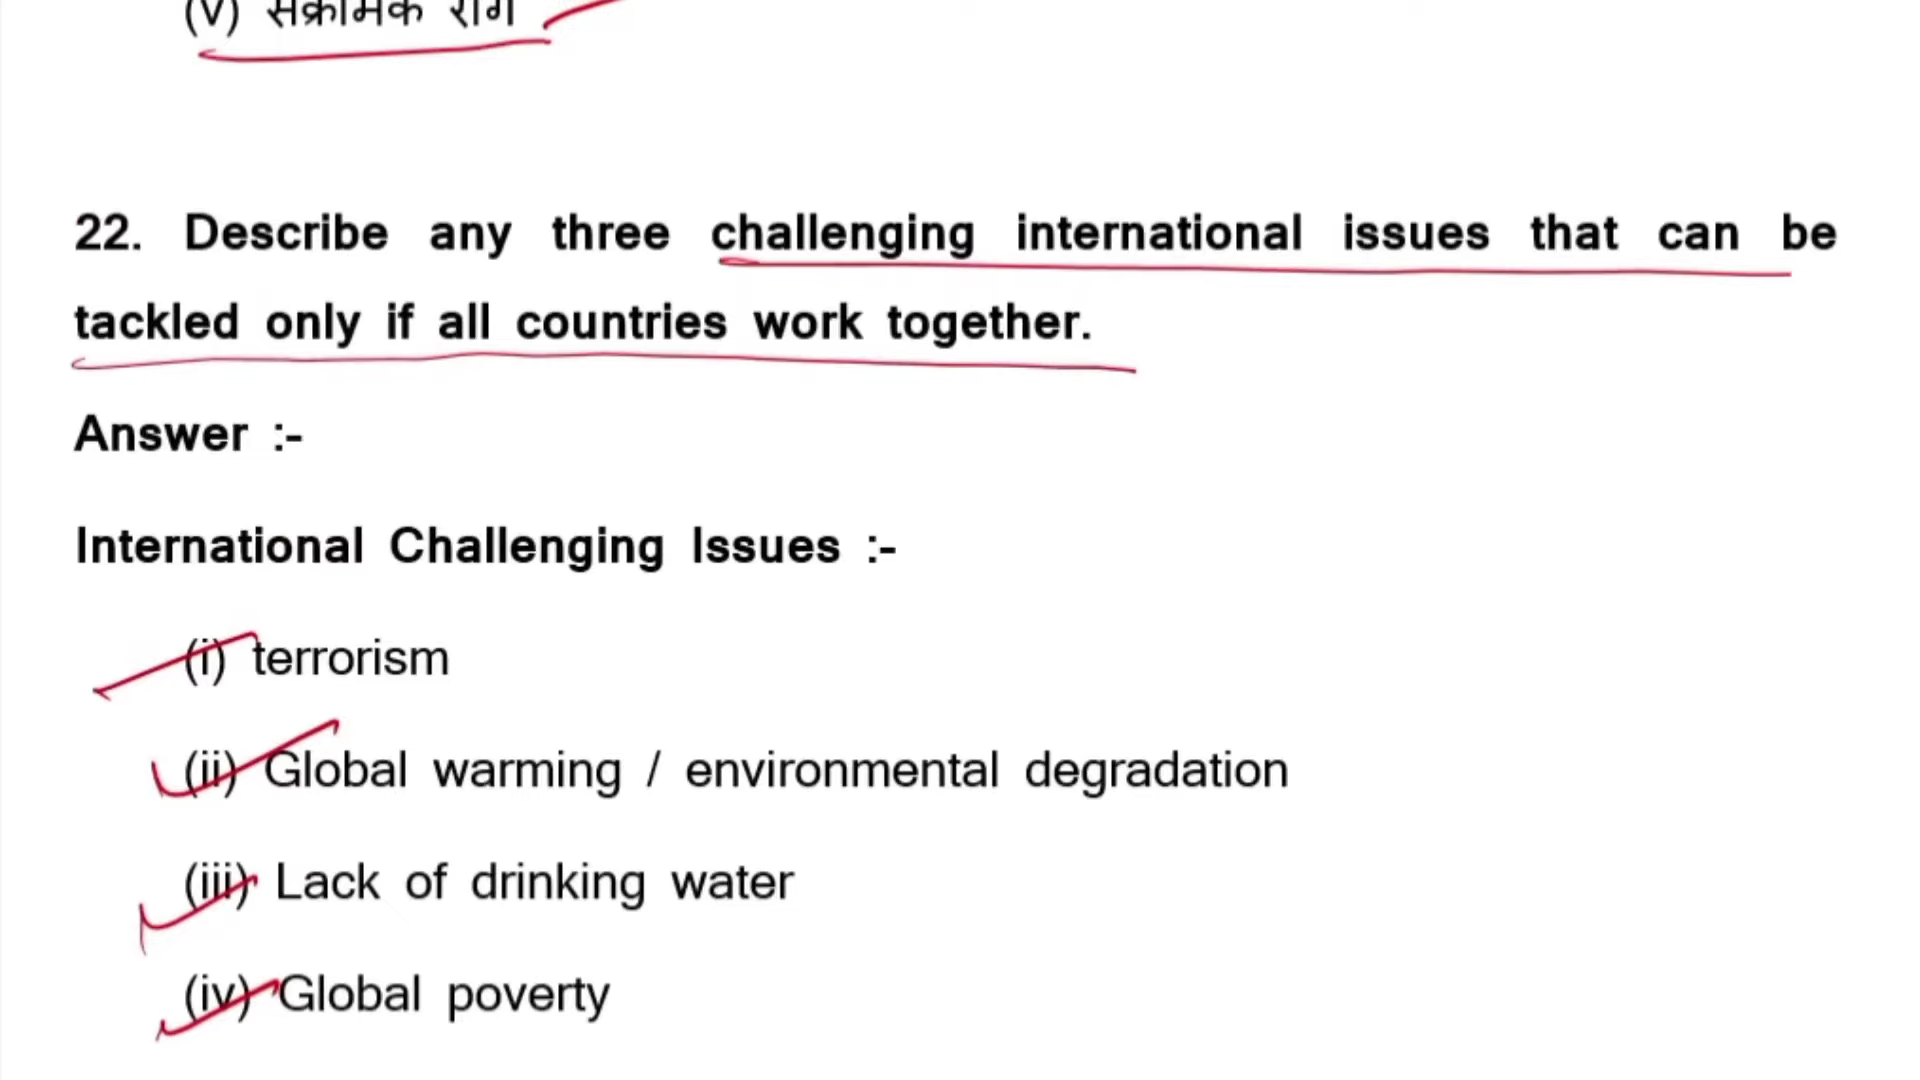 (v) संक्रामक रोग
22. Describe any three challenging international issues that can be
tackled only if all countries work together.
Answer :-
International Challenging Issues :-
(i) terrorism
(ii) Global warming / environmental degradation
(iii) Lack of drinking water
(iv) Global poverty